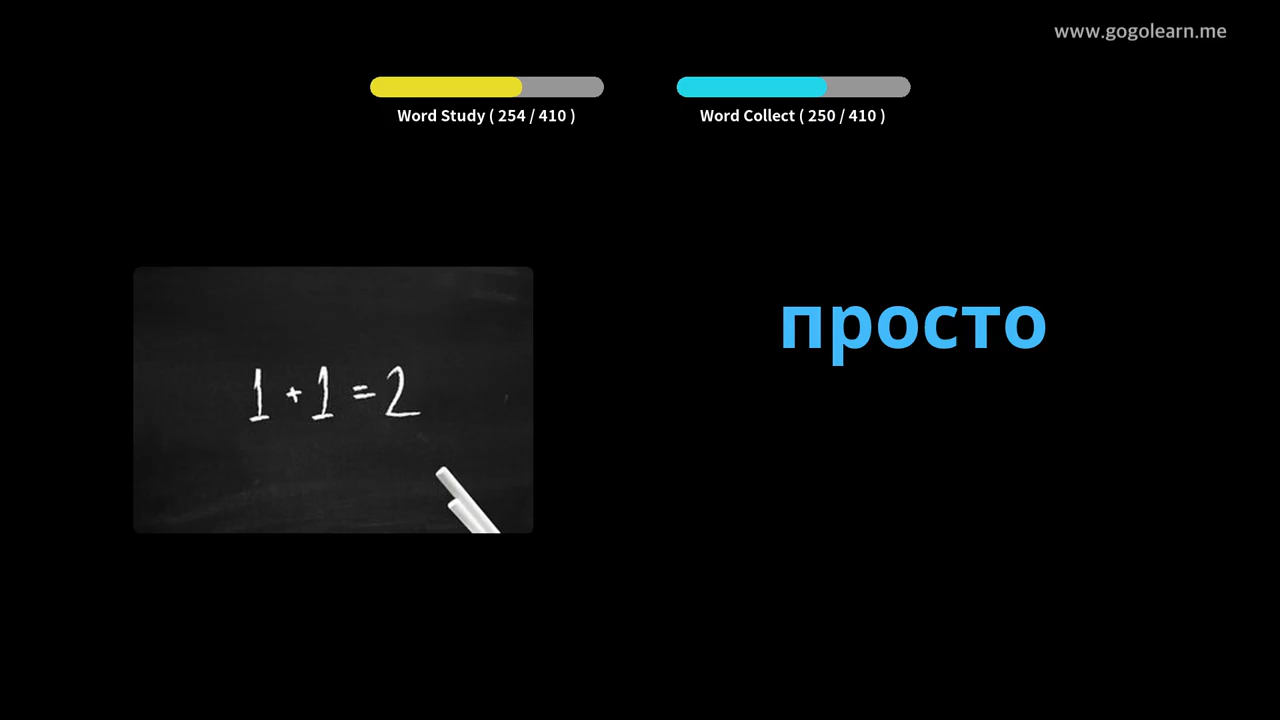 www.gogolearn.me
Word Study ( 254 / 410 )
Word Collect ( 250 / 410 )
просто
1 + 1 = 2